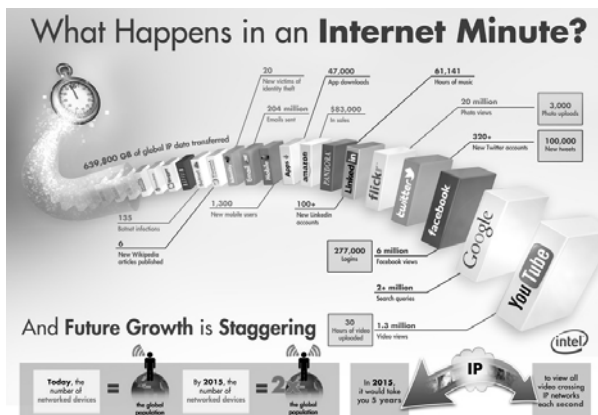 What Happens in an Internet Minute?
20
New victims of
identity theft
47,000
App downloads
61,141
Hours of music
204 million
Emails sent
$83,000
In sales
20 million
Photo views
3,000
Photo uploads
320+
New Twitter accounts
100,000
New tweets
639,800 GB of global IP data transferred
Apps
amazon
PANDORA
Linked in
flickr
twitter
facebook
Google
YouTube
135
Botnet infections
6
New Wikipedia
articles published
1,300
New mobile users
100+
New Linkedin
accounts
277,000
Logins
6 million
Facebook views
2+ million
Search queries
30
Hours of video
uploaded
1.3 million
Video views
And Future Growth is Staggering
intel
Today, the
number of
networked devices
=
the global
population
By 2015, the
number of
networked devices
=
2x
the global
population
In 2015,
it would take
you 5 years
IP
to view all
video crossing
IP networks
each second